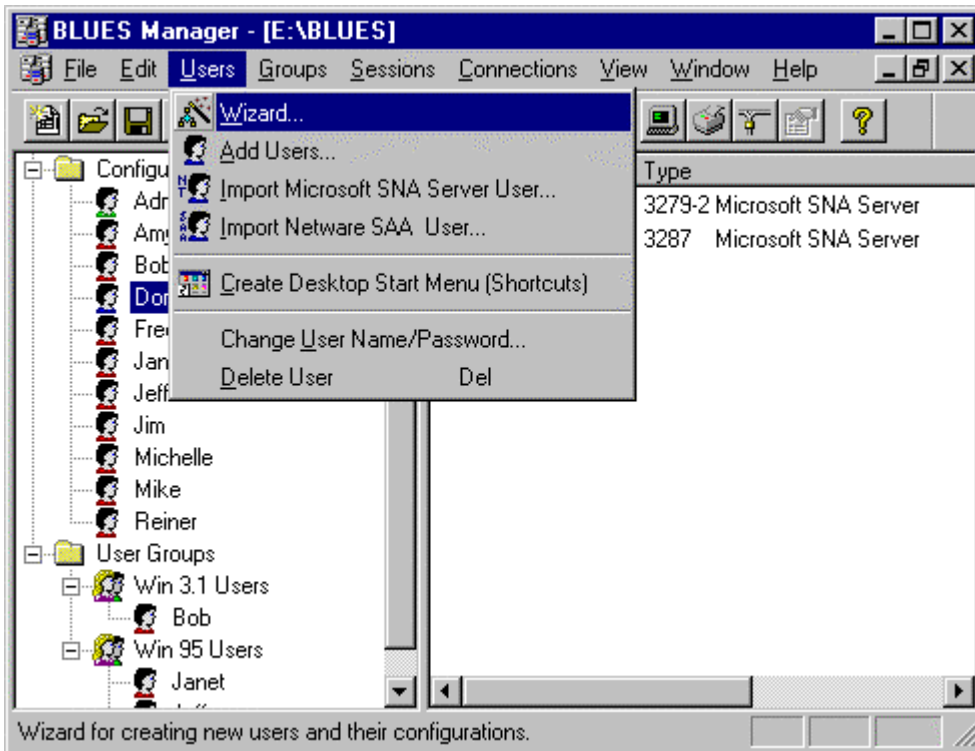 BLUES Manager - [E:\BLUES]
File Edit Users Groups Sessions Connections View Window Help
Wizard...
Add Users...
Import Microsoft SNA Server User...
Import Netware SAA User...
Create Desktop Start Menu (Shortcuts)
Change User Name/Password...
Delete User Del
Type
3279-2 Microsoft SNA Server
3287 Microsoft SNA Server
Jim
Michelle
Mike
Reiner
User Groups
Win 3.1 Users
Bob
Win 95 Users
Janet
Wizard for creating new users and their configurations.